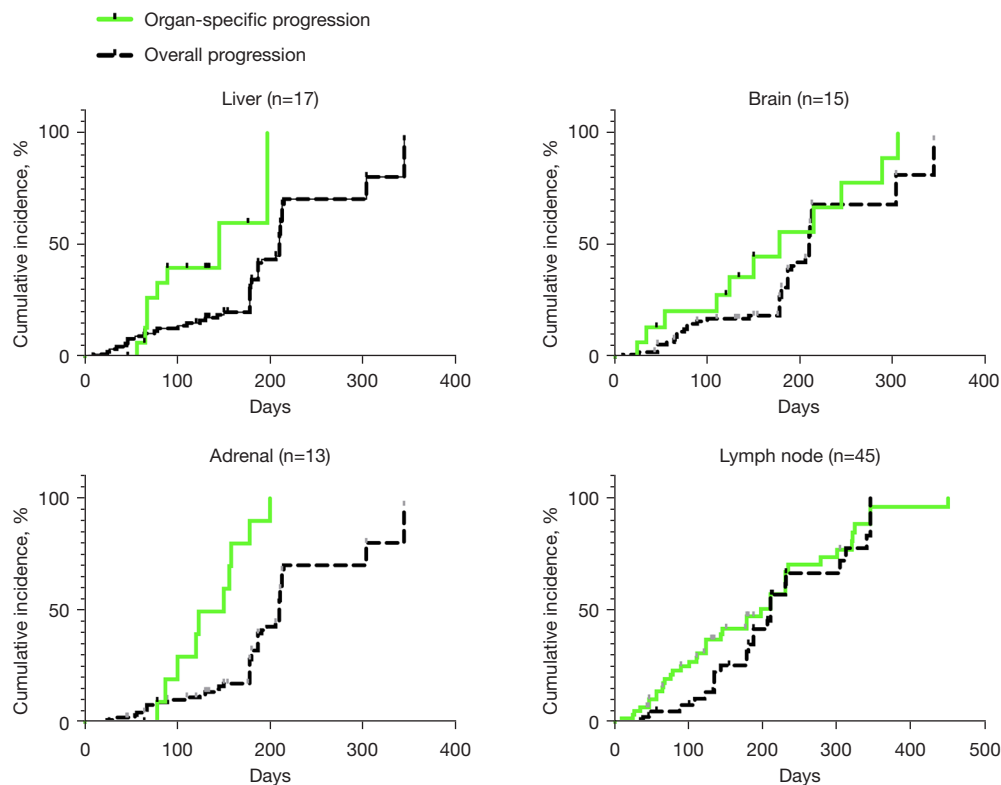 Organ-specific progression
Overall progression
Liver (n=17)
Brain (n=15)
Cumulative incidence, %
100
50
0
0 100 200 300 400
Days
Cumulative incidence, %
100
50
0
0 100 200 300 400
Days
Adrenal (n=13)
Lymph node (n=45)
Cumulative incidence, %
100
50
0
0 100 200 300 400
Days
Cumulative incidence, %
100
50
0
0 100 200 300 400 500
Days